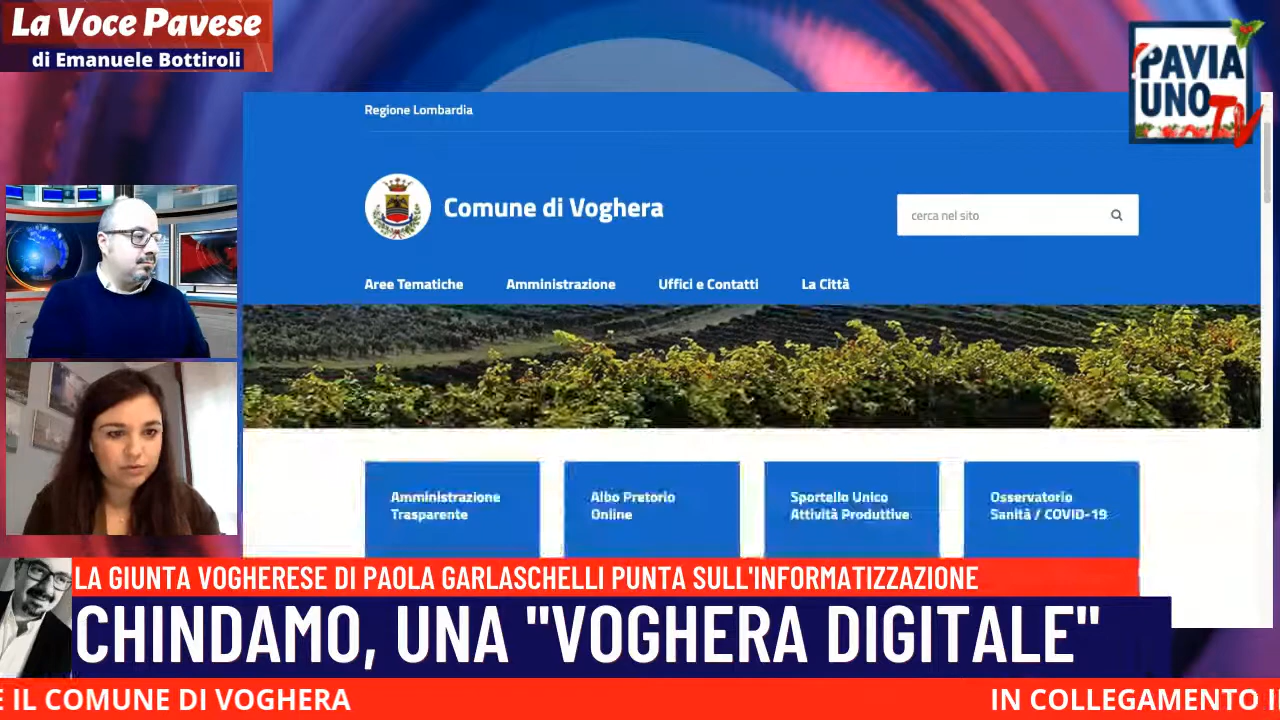 La Voce Pavese
di Emanuele Bottiroli
PAVIA
UNO TV
Regione Lombardia
Comune di Voghera
cerca nel sito
Aree Tematiche Amministrazione Uffici e Contatti La Città
Amministrazione
Trasparente
Albo Pretorio
Online
Sportello Unico
Attività Produttive
Osservatorio
Sanità / COVID-19
LA GIUNTA VOGHERESE DI PAOLA GARLASCHELLI PUNTA SULL'INFORMATIZZAZIONE
CHINDAMO, UNA "VOGHERA DIGITALE"
E IL COMUNE DI VOGHERA IN COLLEGAMENTO